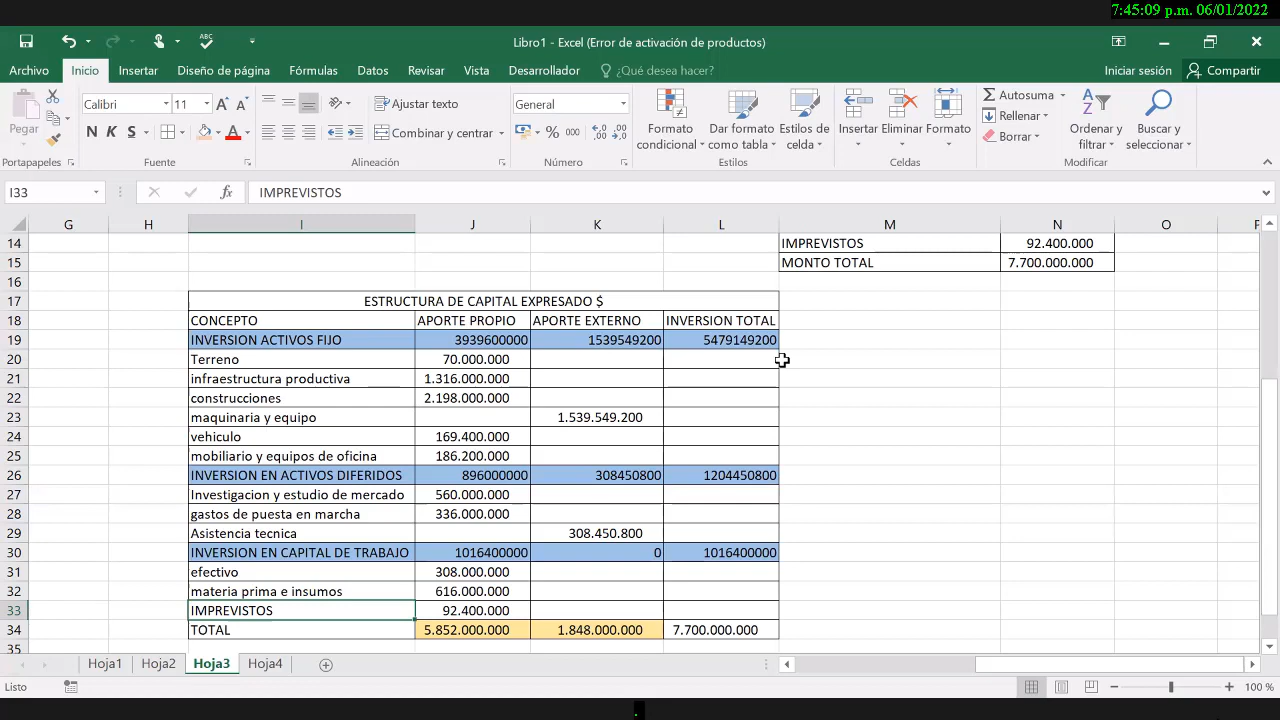 7:45:09 p.m. 06/01/2022
Libro1 - Excel (Error de activación de productos)
Archivo Inicio Insertar Diseño de página Fórmulas Datos Revisar Vista Desarrollador ¿Qué desea hacer? Iniciar sesión Compartir
Pegar
Calibri 11
N K S
Ajustar texto
Combinar y centrar
General
% 000
Formato condicional
Dar formato como tabla
Estilos de celda
Insertar Eliminar Formato
Autosuma
Rellenar
Borrar
Ordenar y filtrar
Buscar y seleccionar
Portapapeles Fuente Alineación Número Estilos Celdas Modificar
I33 fx IMPREVISTOS
G H I J K L M N O P
14 IMPREVISTOS 92.400.000
15 MONTO TOTAL 7.700.000.000
16
17 ESTRUCTURA DE CAPITAL EXPRESADO $
18 CONCEPTO APORTE PROPIO APORTE EXTERNO INVERSION TOTAL
19 INVERSION ACTIVOS FIJO 3939600000 1539549200 5479149200
20 Terreno 70.000.000
21 infraestructura productiva 1.316.000.000
22 construcciones 2.198.000.000
23 maquinaria y equipo 1.539.549.200
24 vehiculo 169.400.000
25 mobiliario y equipos de oficina 186.200.000
26 INVERSION EN ACTIVOS DIFERIDOS 896000000 308450800 1204450800
27 Investigacion y estudio de mercado 560.000.000
28 gastos de puesta en marcha 336.000.000
29 Asistencia tecnica 308.450.800
30 INVERSION EN CAPITAL DE TRABAJO 1016400000 0 1016400000
31 efectivo 308.000.000
32 materia prima e insumos 616.000.000
33 IMPREVISTOS 92.400.000
34 TOTAL 5.852.000.000 1.848.000.000 7.700.000.000
35
Hoja1 Hoja2 Hoja3 Hoja4
Listo 100 %